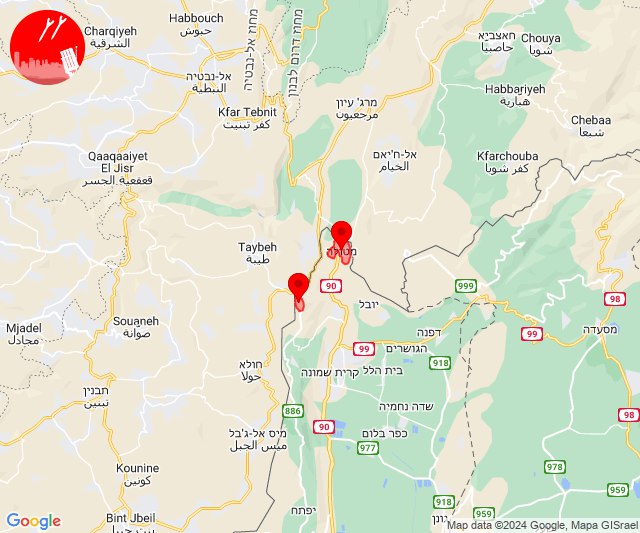 Habbouch
حبوش
Charqiyeh
الشرقية
מחוז אל-נבטיה
מחוז דרום לבנון
Chouya
شويا
חאצביא
حاصبيا
אל-נבטיה
النبطية
Habbariyeh
هبارية
Kfar Tebnit
كفر تبنيت
מרג' עיון
مرجعيون
Chebaa
شبعا
Qaaqaaiyet
El Jisr
قعقعية الجسر
אל-ח'יאם
الخيام
Kfarchouba
كفر شوبا
Taybeh
طيبة
מטולה
90
999
98
יובל
Mjadel
مجادل
Souaneh
صوانة
דפנה
99
מסעדה
99
הגושרים
918
חולא
حولا
קרית שמונה
בית הלל
תבנין
تبنين
886
שדה נחמיה
98
90
918
מיס אל-ג'בל
ميس الجبل
כפר בלום
977
Kounine
كونين
978
959
959
יפתח
Bint Jbeil
Google
Map data ©2024 Google, Mapa GISrael